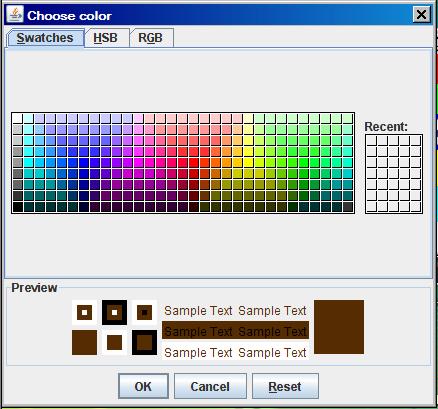 Choose color
Swatches HSB RGB
Recent:
Preview
Sample Text Sample Text
Sample Text Sample Text
Sample Text Sample Text
OK Cancel Reset